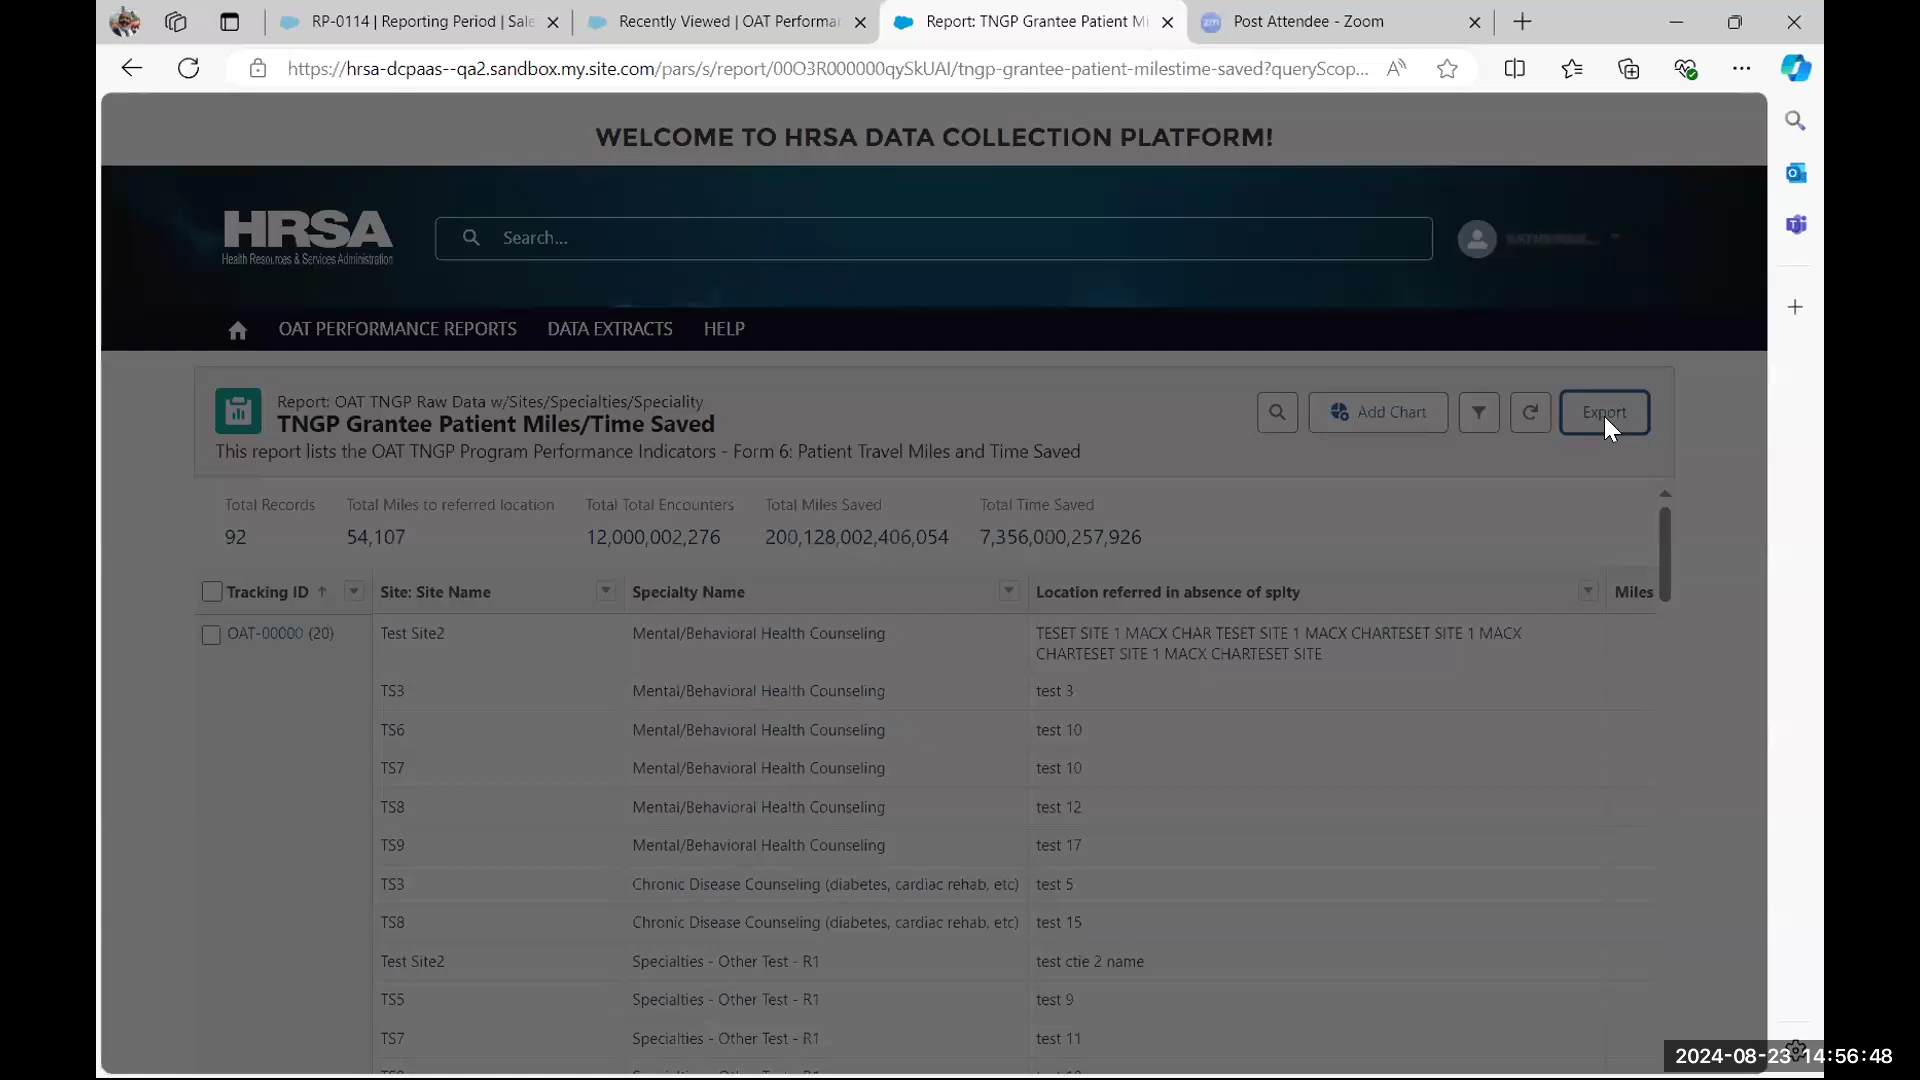 RP-0114 | Reporting Period | Sale
Recently Viewed | OAT Performar
Report: TNGP Grantee Patient Mi
Post Attendee - Zoom
https://hrsa-dcpaas--qa2.sandbox.my.site.com/pars/s/report/00O3R000000qySkUAI/tngp-grantee-patient-milestime-saved?queryScop...
WELCOME TO HRSA DATA COLLECTION PLATFORM!
HRSA
Health Resources & Services Administration
Search...
OAT PERFORMANCE REPORTS
DATA EXTRACTS
HELP
Report: OAT TNGP Raw Data w/Sites/Specialties/Speciality
TNGP Grantee Patient Miles/Time Saved
This report lists the OAT TNGP Program Performance Indicators - Form 6: Patient Travel Miles and Time Saved
Add Chart
Export
Total Records
Total Miles to referred location
Total Total Encounters
Total Miles Saved
Total Time Saved
92
54,107
12,000,002,276
200,128,002,406,054
7,356,000,257,926
Tracking ID ↑
Site: Site Name
Specialty Name
Location referred in absence of splty
Miles
OAT-00000 (20)
Test Site2
Mental/Behavioral Health Counseling
TESET SITE 1 MACX CHAR TESET SITE 1 MACX CHARTESET SITE 1 MACX
CHARTESET SITE 1 MACX CHARTESET SITE
TS3
Mental/Behavioral Health Counseling
test 3
TS6
Mental/Behavioral Health Counseling
test 10
TS7
Mental/Behavioral Health Counseling
test 10
TS8
Mental/Behavioral Health Counseling
test 12
TS9
Mental/Behavioral Health Counseling
test 17
TS3
Chronic Disease Counseling (diabetes, cardiac rehab, etc)
test 5
TS8
Chronic Disease Counseling (diabetes, cardiac rehab, etc)
test 15
Test Site2
Specialties - Other Test - R1
test ctie 2 name
TS5
Specialties - Other Test - R1
test 9
TS7
Specialties - Other Test - R1
test 11
2024-08-23 14:56:48